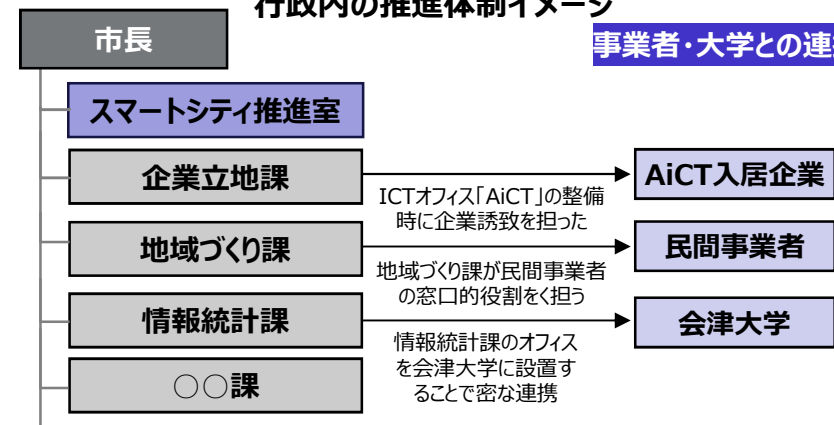 行政内の推進体制イメージ
市長
事業者・大学との連携
スマートシティ推進室
企業立地課
AiCT入居企業
ICTオフィス「AiCT」の整備
時に企業誘致を担った
地域づくり課
民間事業者
地域づくり課が民間事業者
の窓口的役割をく担う
情報統計課
会津大学
情報統計課のオフィス
を会津大学に設置す
ることで密な連携
○○課